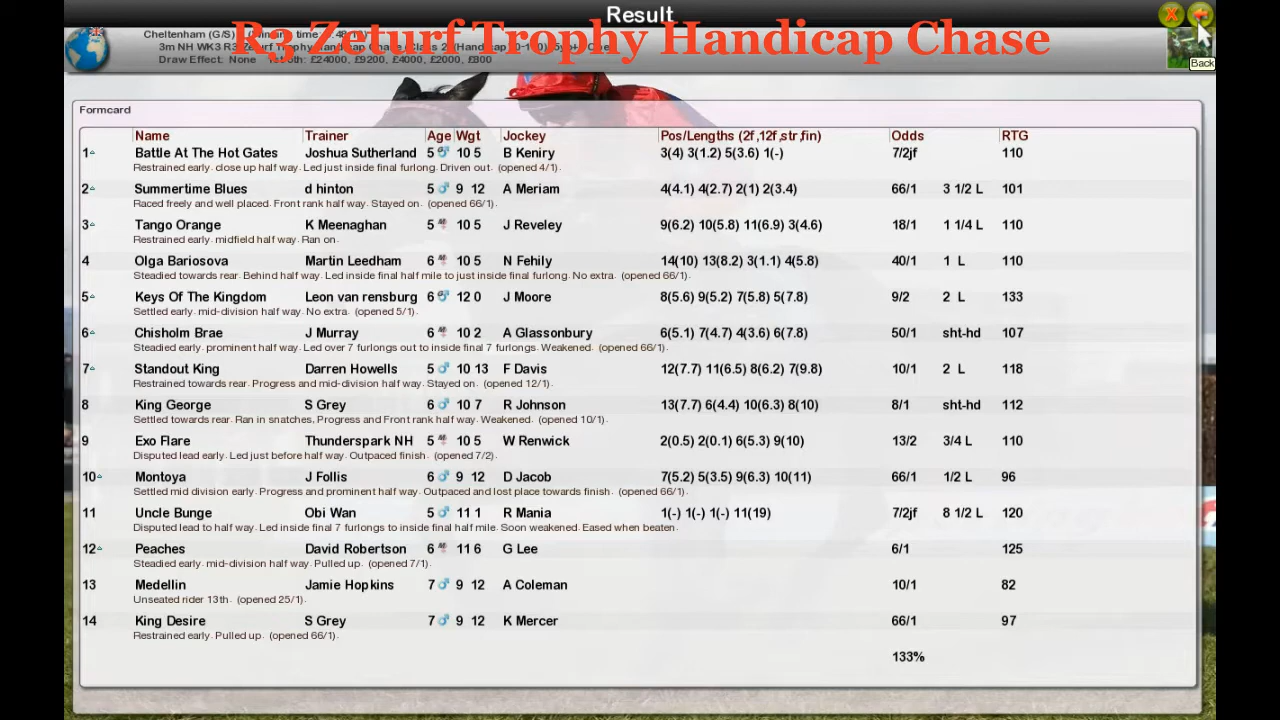 Result
R3 Zeturf Trophy Handicap Chase
Cheltenham (G/S)
Draw Effect. None £24000, £9200, £4000, £2000, £800
Back
Formcard
Name Trainer Age Wgt Jockey Pos/Lengths (2f,12f,str,fin) Odds RTG
1 Battle At The Hot Gates Joshua Sutherland 5 10 5 B Keniry 3(4) 3(1.2) 5(3.6) 1(-) 7/2jf 110
Restrained early. close up half way. Led just inside final furlong. Driven out. (opened 4/1).
2 Summertime Blues d hinton 5 9 12 A Meriam 4(4.1) 4(2.7) 2(1) 2(3.4) 66/1 3 1/2 L 101
Raced freely and well placed. Front rank half way. Stayed on. (opened 66/1).
3 Tango Orange K Meenaghan 5 10 5 J Reveley 9(6.2) 10(5.8) 11(6.9) 3(4.6) 18/1 1 1/4 L 110
Restrained early. midfield half way. Ran on.
4 Olga Bariosova Martin Leedham 6 10 5 N Fehily 14(10) 13(8.2) 3(1.1) 4(5.8) 40/1 1 L 110
Steadied towards rear. Behind half way. Led inside final half mile to just inside final furlong. No extra. (opened 66/1).
5 Keys Of The Kingdom Leon van rensburg 6 12 0 J Moore 8(5.6) 9(5.2) 7(5.8) 5(7.8) 9/2 2 L 133
Settled early. mid-division half way. No extra. (opened 5/1).
6 Chisholm Brae J Murray 6 10 2 A Glassonbury 6(5.1) 7(4.7) 4(3.6) 6(7.8) 50/1 sht-hd 107
Steadied early. prominent half way. Led over 7 furlongs out to inside final 7 furlongs. Weakened. (opened 66/1).
7 Standout King Darren Howells 5 10 13 F Davis 12(7.7) 11(6.5) 8(6.2) 7(9.8) 10/1 2 L 118
Restrained towards rear. Progress and mid-division half way. Stayed on. (opened 12/1).
8 King George S Grey 6 10 7 R Johnson 13(7.7) 6(4.4) 10(6.3) 8(10) 8/1 sht-hd 112
Settled towards rear. Ran in snatches, Progress and Front rank half way. Weakened. (opened 10/1).
9 Exo Flare Thunderspark NH 5 10 5 W Renwick 2(0.5) 2(0.1) 6(5.3) 9(10) 13/2 3/4 L 110
Disputed lead early. Led just before half way. Outpaced finish. (opened 7/2).
10 Montoya J Follis 6 9 12 D Jacob 7(5.2) 5(3.5) 9(6.3) 10(11) 66/1 1/2 L 96
Settled mid division early. Progress and prominent half way. Outpaced and lost place towards finish. (opened 66/1).
11 Uncle Bunge Obi Wan 5 11 1 R Mania 1(-) 1(-) 1(-) 11(19) 7/2jf 8 1/2 L 120
Disputed lead to half way. Led inside final 7 furlongs to inside final half mile. Soon weakened. Eased when beaten.
12 Peaches David Robertson 6 11 6 G Lee 6/1 125
Steadied early. mid-division half way. Pulled up. (opened 7/1).
13 Medellin Jamie Hopkins 7 9 12 A Coleman 10/1 82
Unseated rider 13th. (opened 25/1).
14 King Desire S Grey 7 9 12 K Mercer 66/1 97
Restrained early. Pulled up. (opened 66/1).
133%